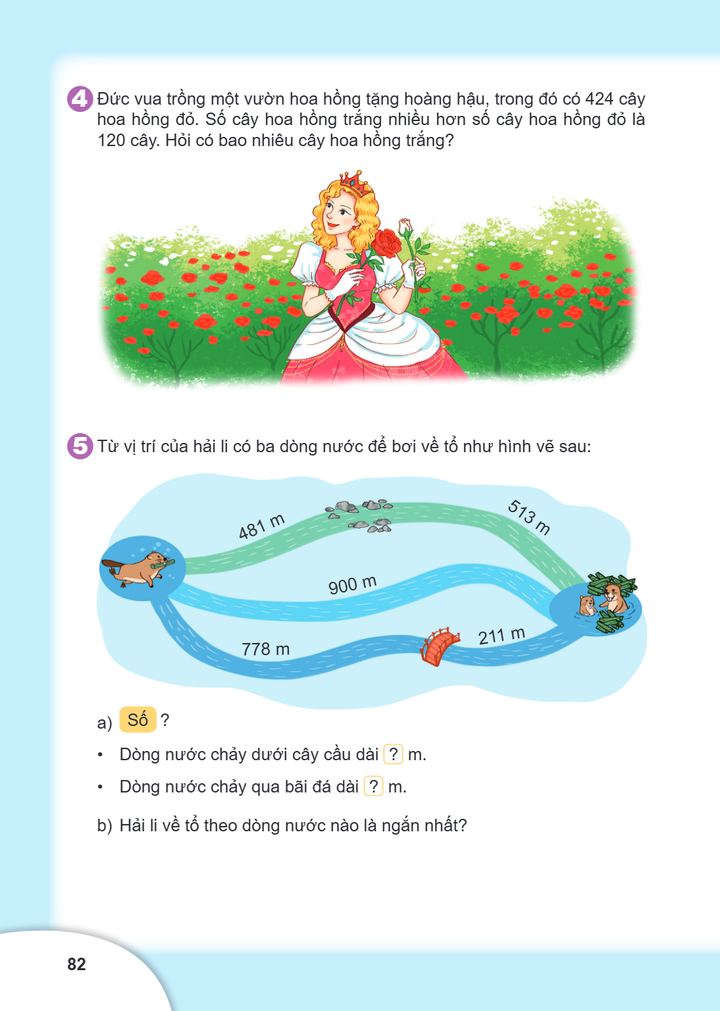 4 Đức vua trồng một vườn hoa hồng tặng hoàng hậu, trong đó có 424 cây
hoa hồng đỏ. Số cây hoa hồng trắng nhiều hơn số cây hoa hồng đỏ là
120 cây. Hỏi có bao nhiêu cây hoa hồng trắng?
5 Từ vị trí của hải li có ba dòng nước để bơi về tổ như hình vẽ sau:
481 m
513 m
900 m
778 m
211 m
a) Số ?
• Dòng nước chảy dưới cây cầu dài ? m.
• Dòng nước chảy qua bãi đá dài ? m.
b) Hải li về tổ theo dòng nước nào là ngắn nhất?
82